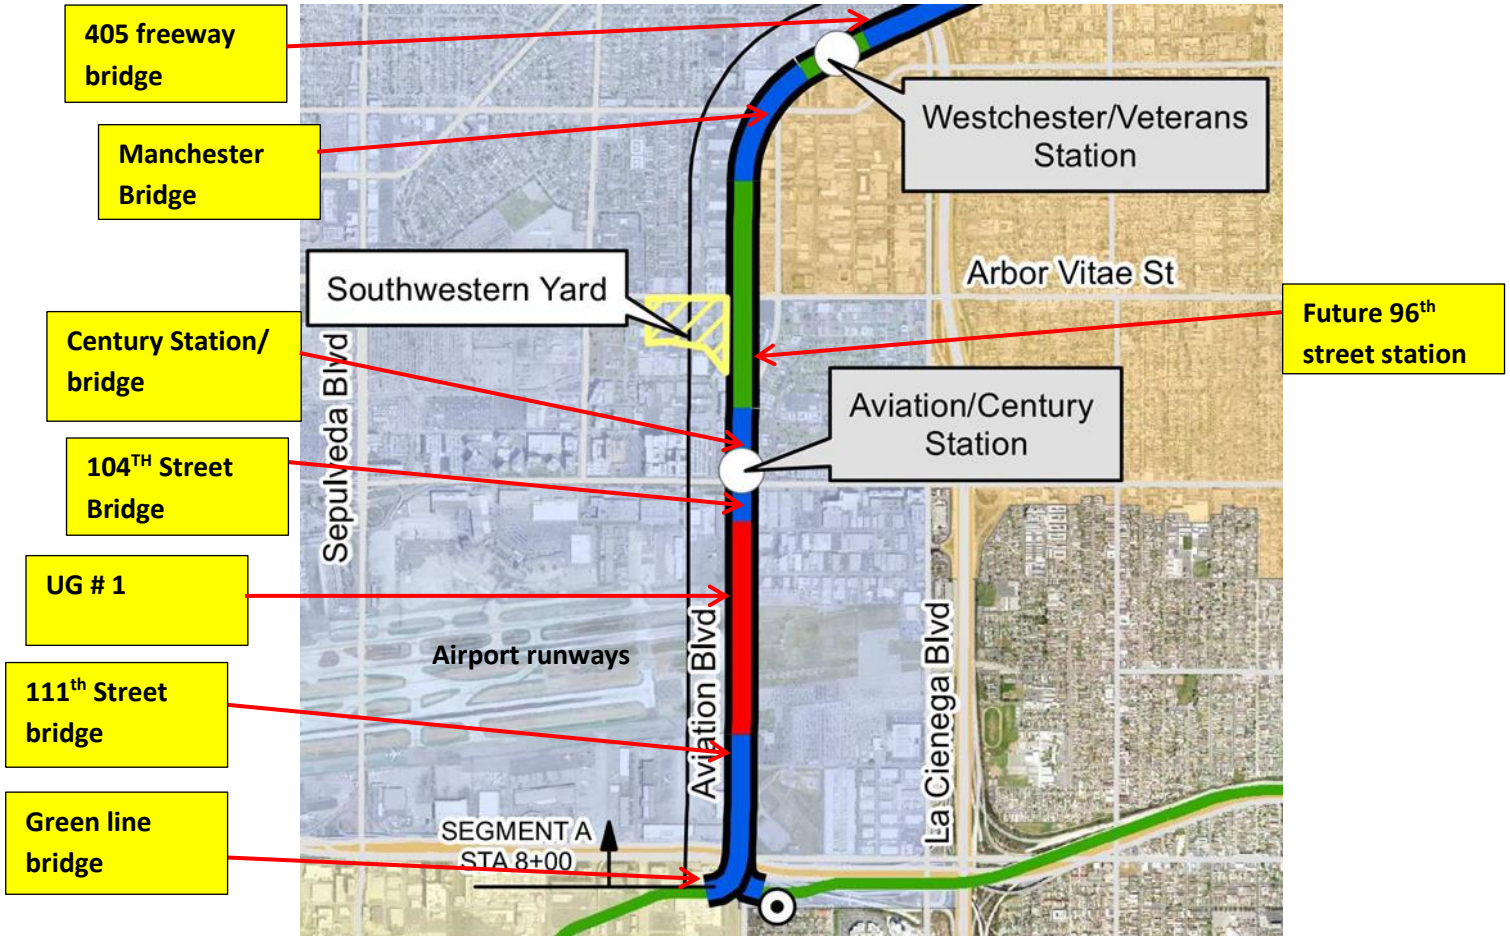 405 freeway
bridge
Manchester
Bridge
Westchester/Veterans
Station
Southwestern Yard
Arbor Vitae St
Century Station/
bridge
Future 96th
street station
Sepulveda Blvd
Aviation/Century
Station
104TH Street
Bridge
UG # 1
Airport runways
Aviation Blvd
La Cienega Blvd
111th Street
bridge
Green line
bridge
SEGMENT A
STA 8+00